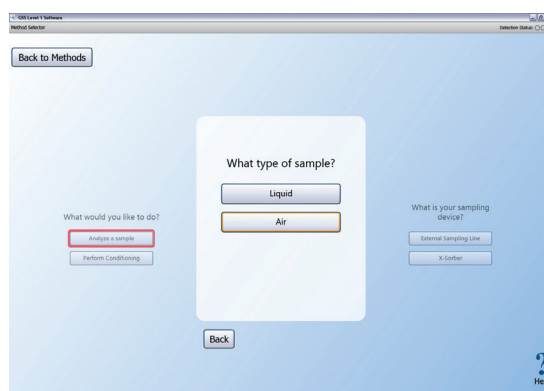 GSS Level 1 Software
Method Selector
Detection Status:
Back to Methods
What type of sample?
Liquid
Air
What would you like to do?
Analyze a sample
Perform Conditioning
What is your sampling
device?
External Sampling Line
X-Sorber
Back
?
He